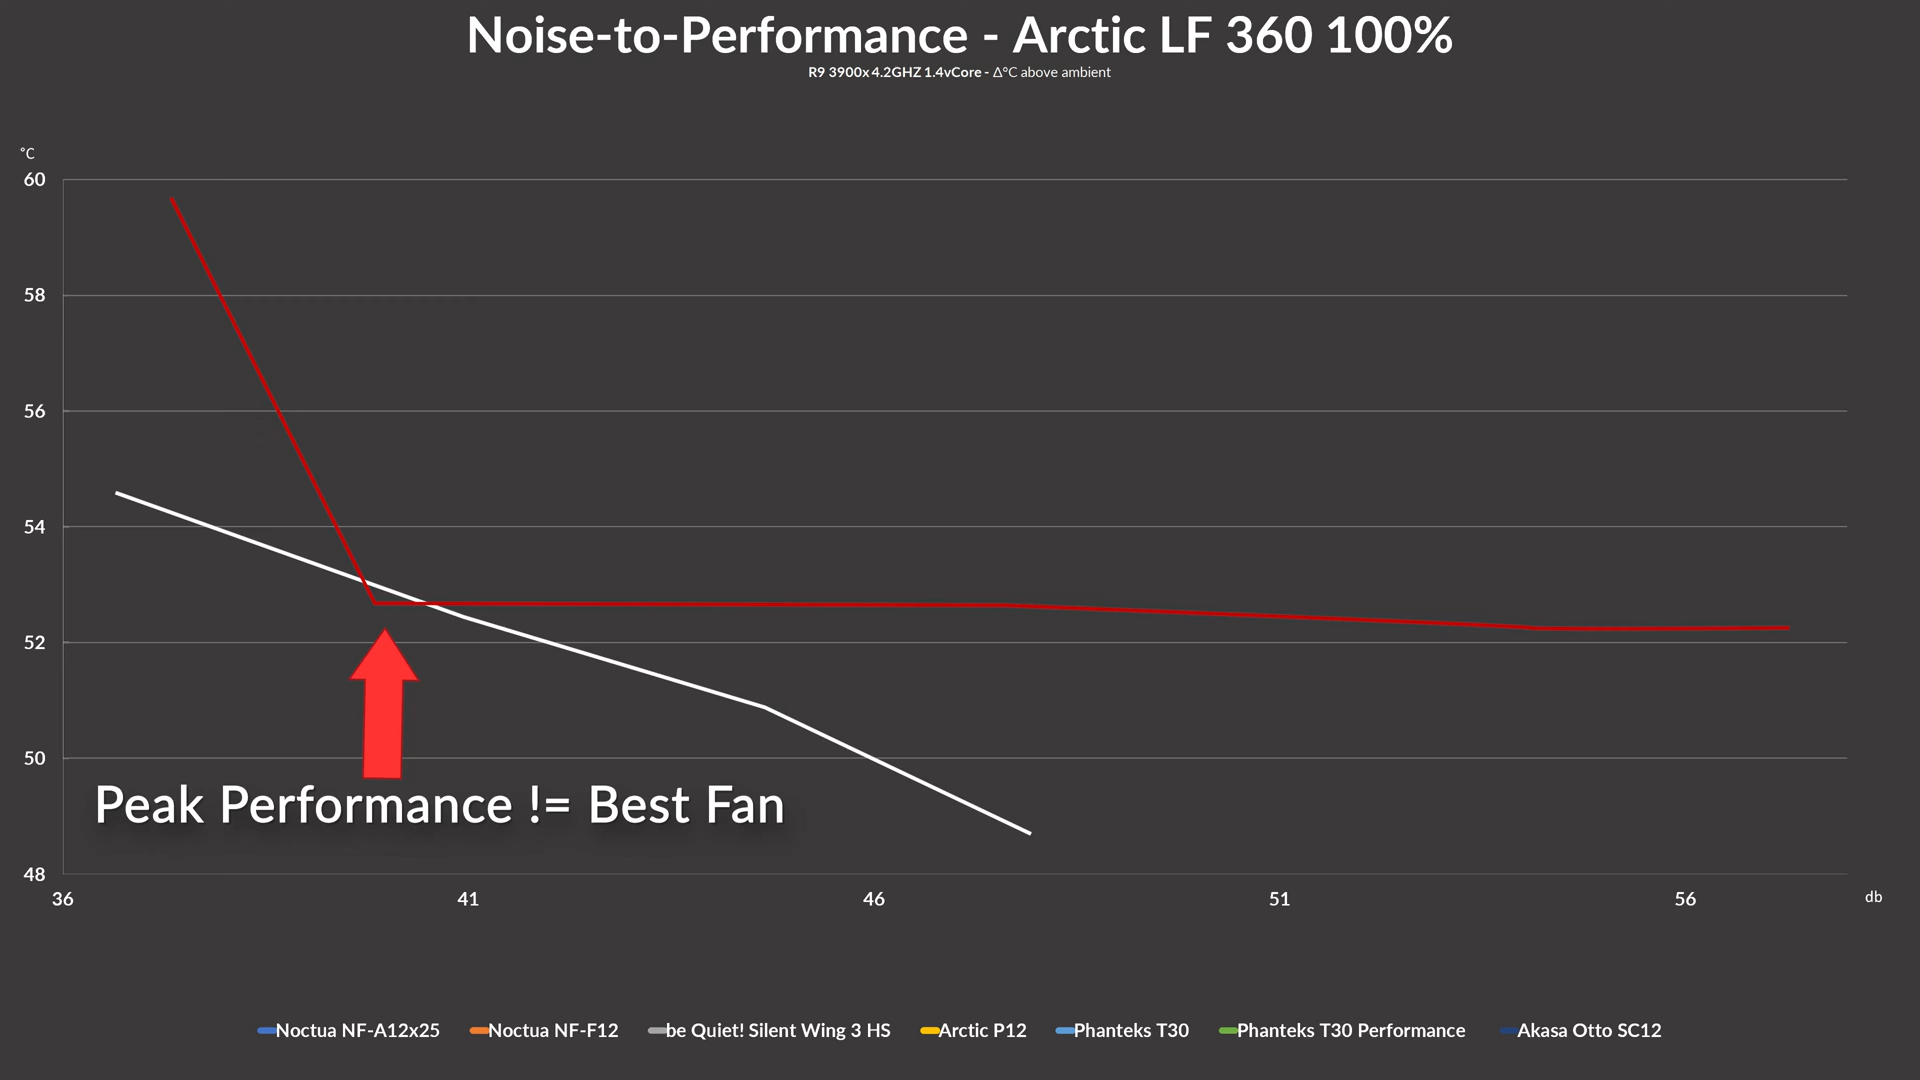 Noise-to-Performance - Arctic LF 360 100%
R9 3900x 4.2GHZ 1.4vCore - Δ°C above ambient
°C
60
58
56
54
52
50
Peak Performance != Best Fan
48
36 41 46 51 56 db
Noctua NF-A12x25 Noctua NF-F12 be Quiet! Silent Wing 3 HS Arctic P12 Phanteks T30 Phanteks T30 Performance Akasa Otto SC12